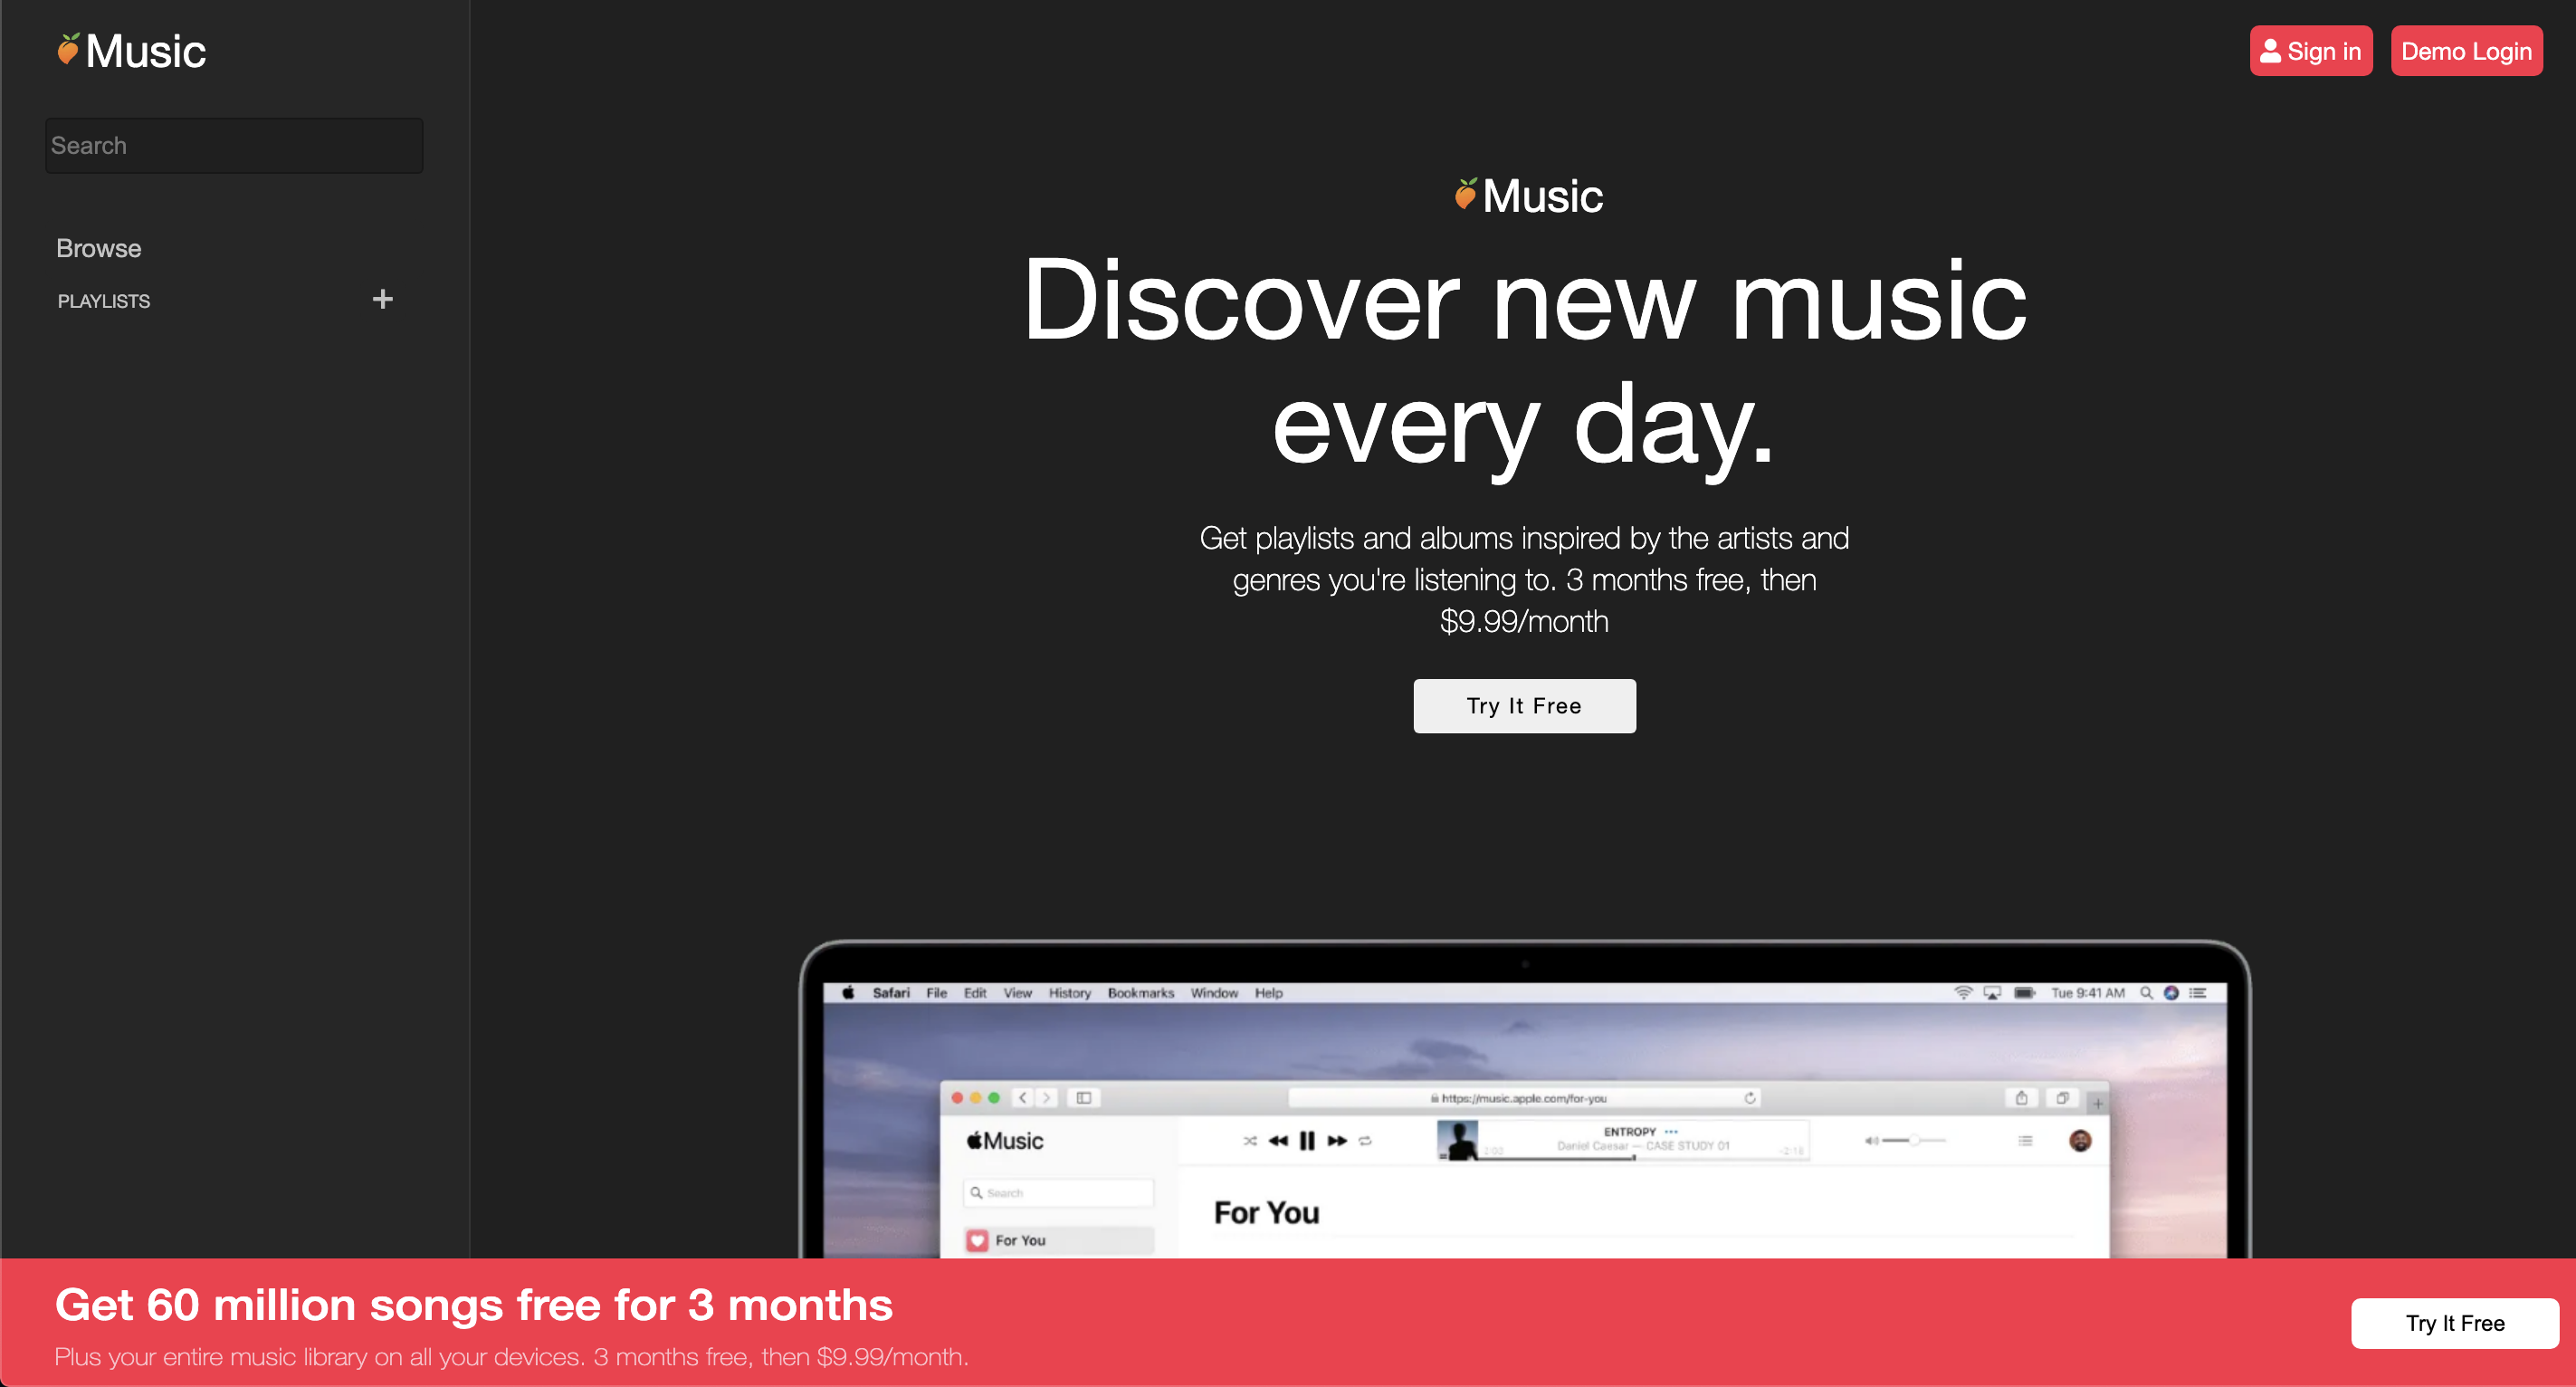 Music
Sign in
Demo Login
Search
Browse
PLAYLISTS
+
Music
Discover new music
every day.
Get playlists and albums inspired by the artists and
genres you're listening to. 3 months free, then
$9.99/month
Try It Free
Safari File Edit View History Bookmarks Window Help
Tue 9:41 AM
https://music.apple.com/for-you
Music
ENTROPY •••
Daniel Caesar — CASE STUDY 01
-2:18
Search
For You
For You
Get 60 million songs free for 3 months
Plus your entire music library on all your devices. 3 months free, then $9.99/month.
Try It Free